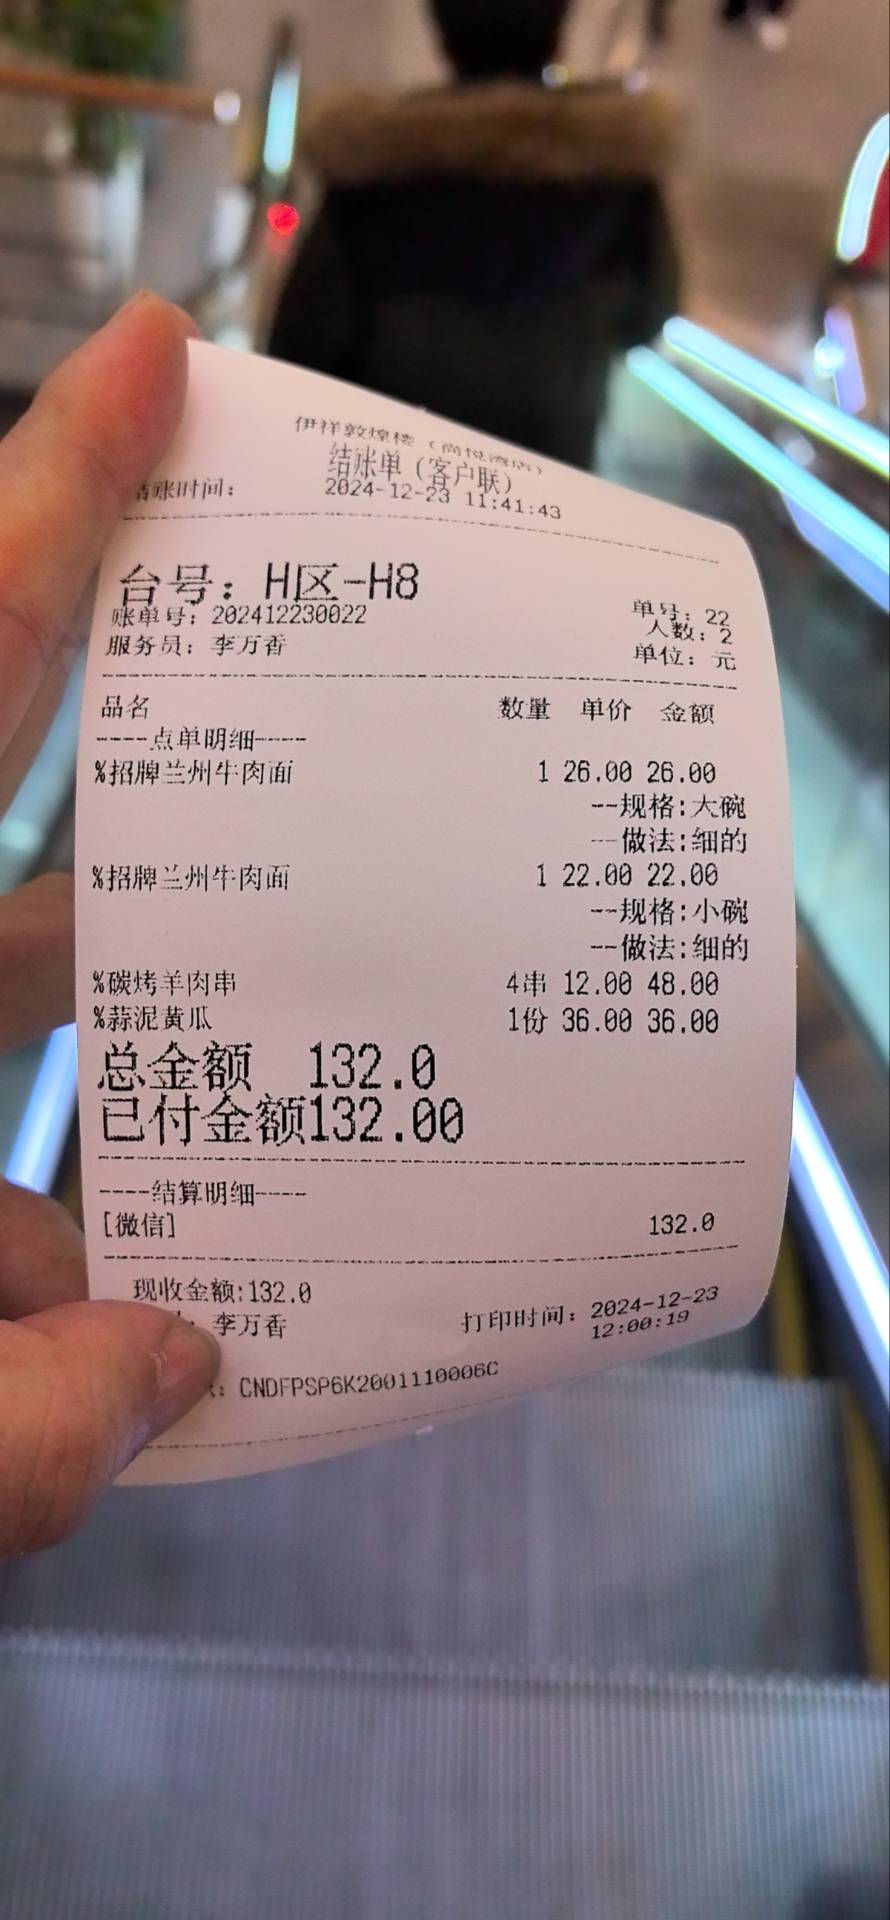 伊祥敦煌楼（尚悦湾店）
结账单（客户联）
结账时间： 2024-12-23 11:41:43
台号：H区-H8
单号：22
账单号：202412230022
人数：2
服务员：李万香
单位：元
品名 数量 单价 金额
----点单明细----
%招牌兰州牛肉面 1 26.00 26.00
--规格:大碗
--做法:细的
%招牌兰州牛肉面 1 22.00 22.00
--规格:小碗
--做法:细的
%碳烤羊肉串 4串 12.00 48.00
%蒜泥黄瓜 1份 36.00 36.00
总金额 132.0
已付金额132.00
----结算明细----
[微信] 132.0
现收金额:132.0
：李万香 打印时间：2024-12-23
12:00:19
：CNDFPSP6K2001110006C